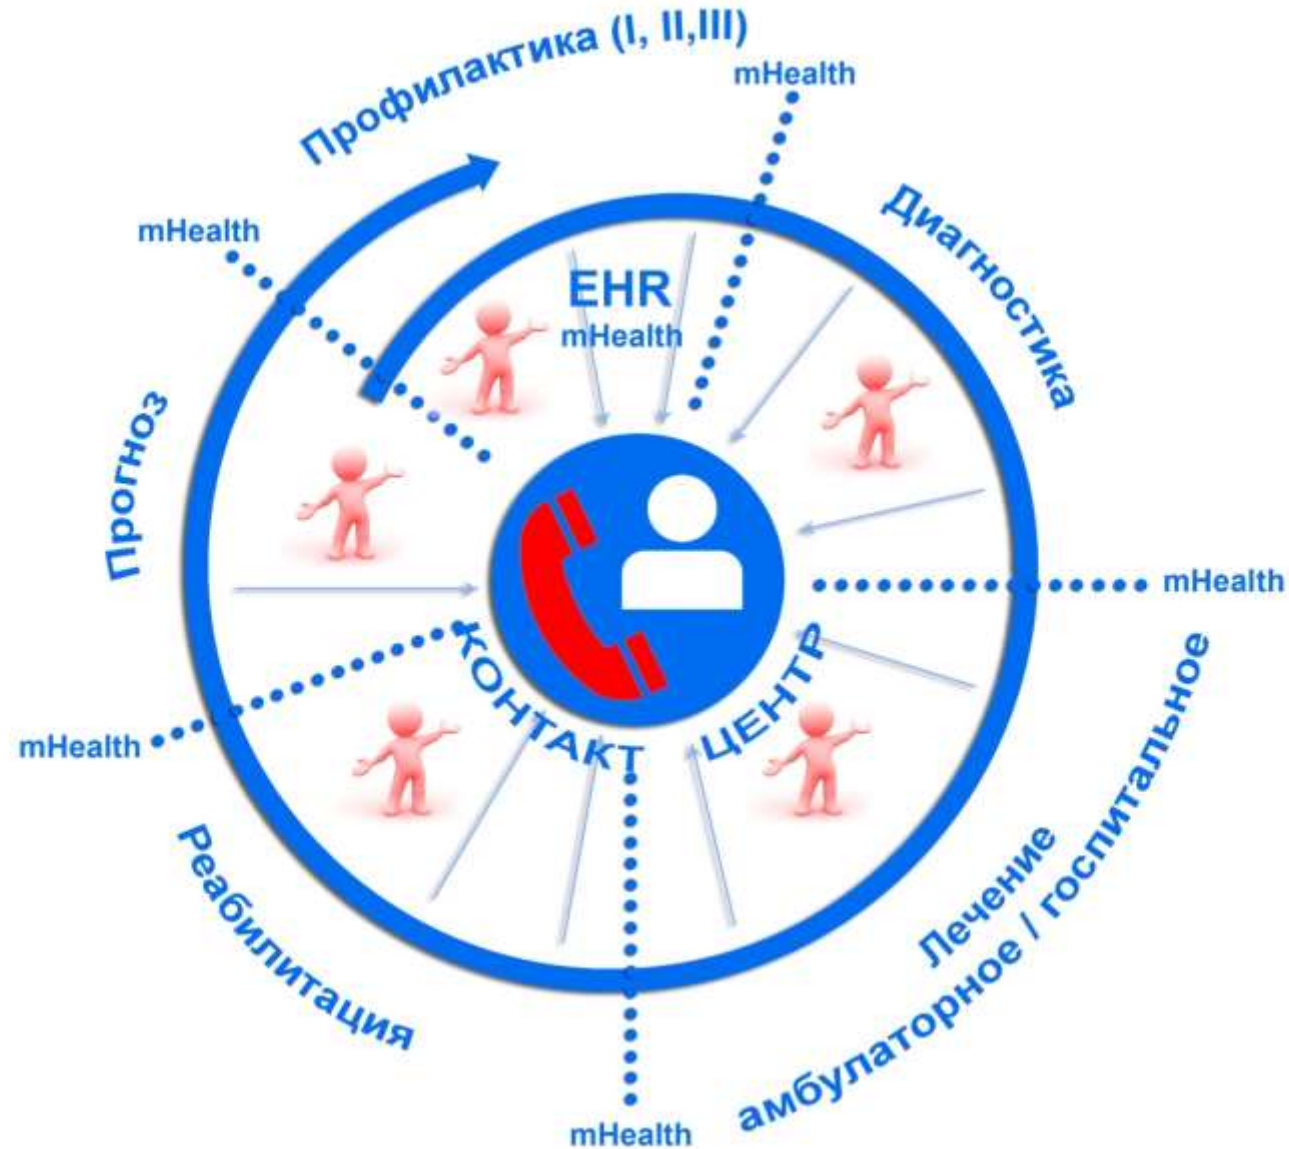 Профилактика (I, II,III)
mHealth
mHealth
Диагностика
EHR
mHealth
Прогноз
mHealth
КОНТАКТ ЦЕНТР
mHealth
Реабилитация
Лечение
амбулаторное / госпитальное
mHealth